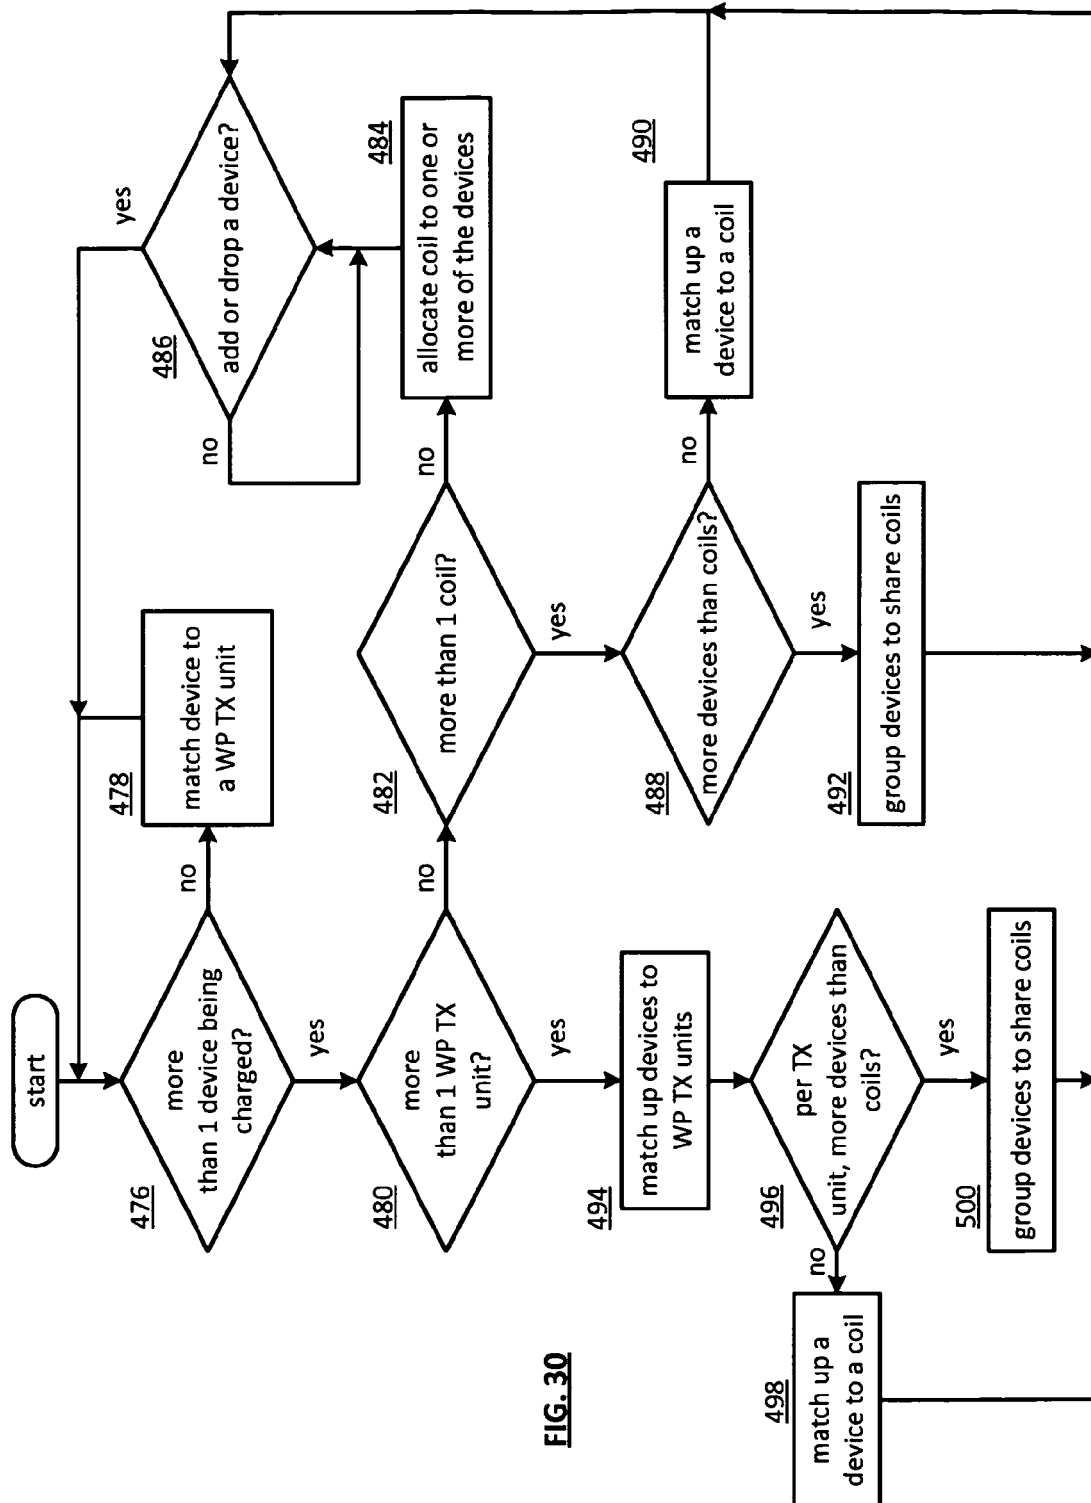 start
476
more
than 1 device being
charged?
no
yes
478
match device to
a WP TX unit
480
more
than 1 WP TX
unit?
no
yes
482
more than 1 coil?
no
yes
484
allocate coil to one or
more of the devices
486
add or drop a device?
no
yes
488
more devices than coils?
no
yes
490
match up a
device to a coil
492
group devices to share coils
494
match up devices to
WP TX units
496
per TX
unit, more devices than
coils?
no
yes
498
match up a
device to a coil
500
group devices to share coils
FIG. 30